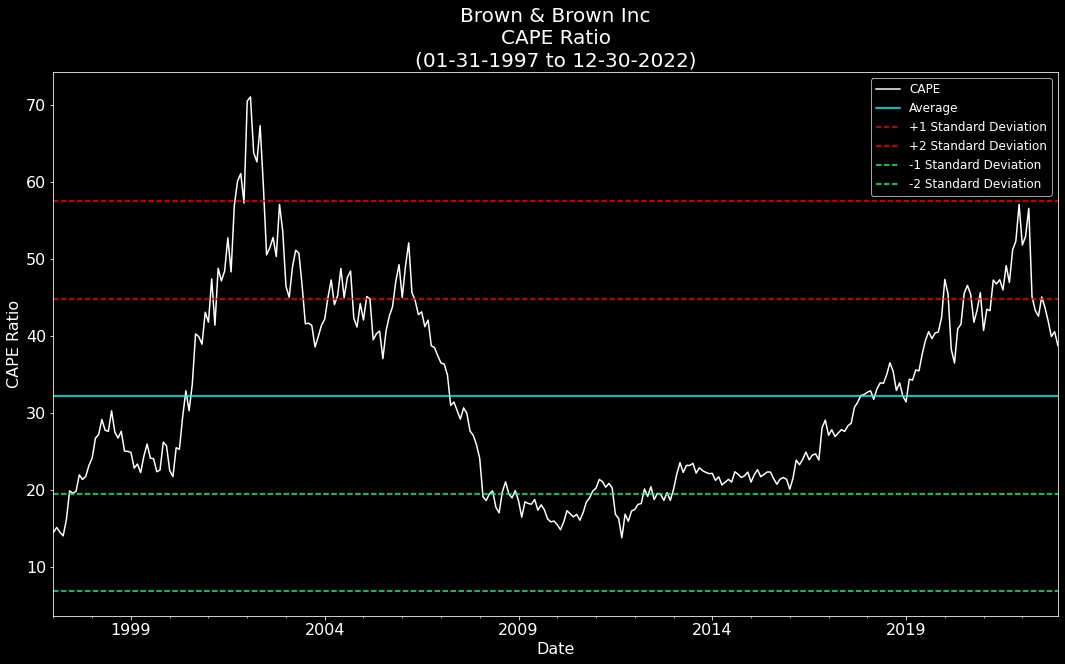 Brown & Brown Inc
CAPE Ratio
(01-31-1997 to 12-30-2022)
CAPE
Average
+1 Standard Deviation
+2 Standard Deviation
-1 Standard Deviation
-2 Standard Deviation
CAPE Ratio
70
60
50
40
30
20
10
1999 2004 2009 2014 2019
Date